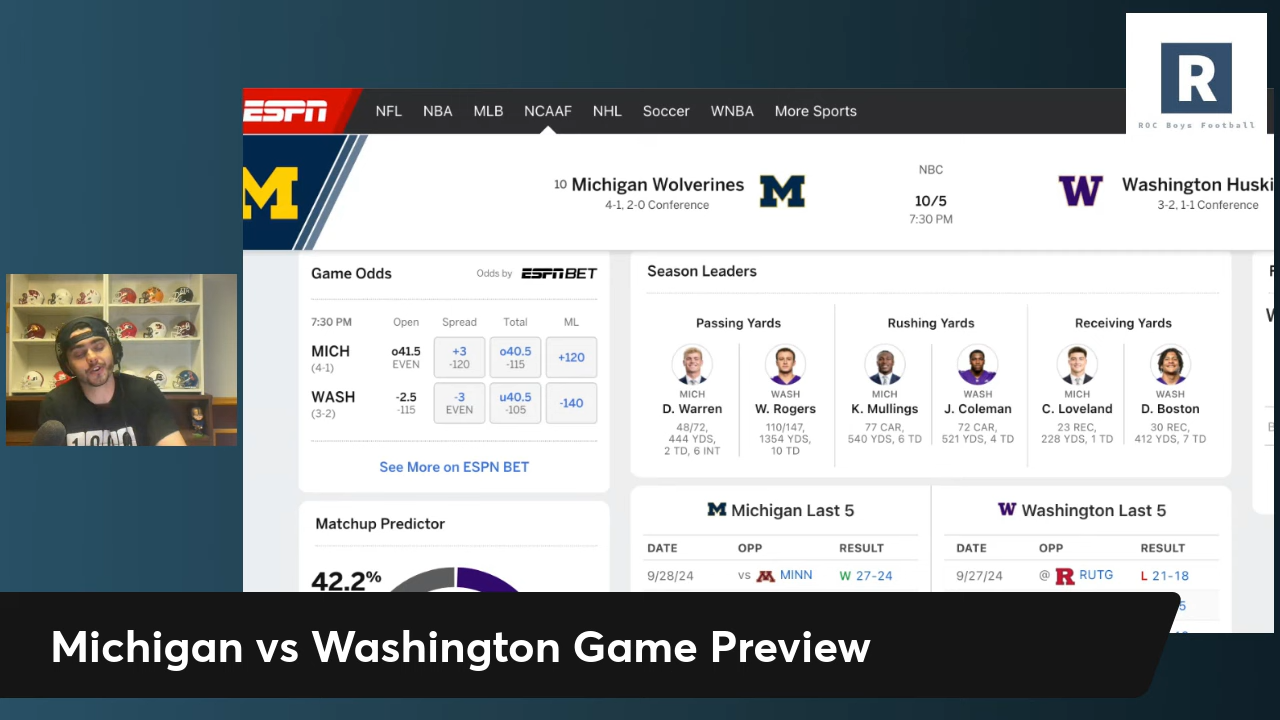 R
ROC Boys Football
ESPN NFL NBA MLB NCAAF NHL Soccer WNBA More Sports
M
10 Michigan Wolverines
4-1, 2-0 Conference
M
NBC
10/5
7:30 PM
W
Washington Huski
3-2, 1-1 Conference
Game Odds Odds by ESPN BET
7:30 PM Open Spread Total ML
MICH o41.5 +3 o40.5 +120
(4-1) EVEN -120 -115
WASH -2.5 -3 u40.5 -140
(3-2) -115 EVEN -105
See More on ESPN BET
Matchup Predictor
42.2%
Season Leaders
Passing Yards Rushing Yards Receiving Yards
MICH WASH MICH WASH MICH WASH
D. Warren W. Rogers K. Mullings J. Coleman C. Loveland D. Boston
48/72, 110/147, 77 CAR, 72 CAR, 23 REC, 30 REC,
444 YDS, 1354 YDS, 540 YDS, 6 TD 521 YDS, 4 TD 228 YDS, 1 TD 412 YDS, 7 TD
2 TD, 6 INT 10 TD
M Michigan Last 5
DATE OPP RESULT
9/28/24 vs M MINN W 27-24
W Washington Last 5
DATE OPP RESULT
9/27/24 @ R RUTG L 21-18
Michigan vs Washington Game Preview